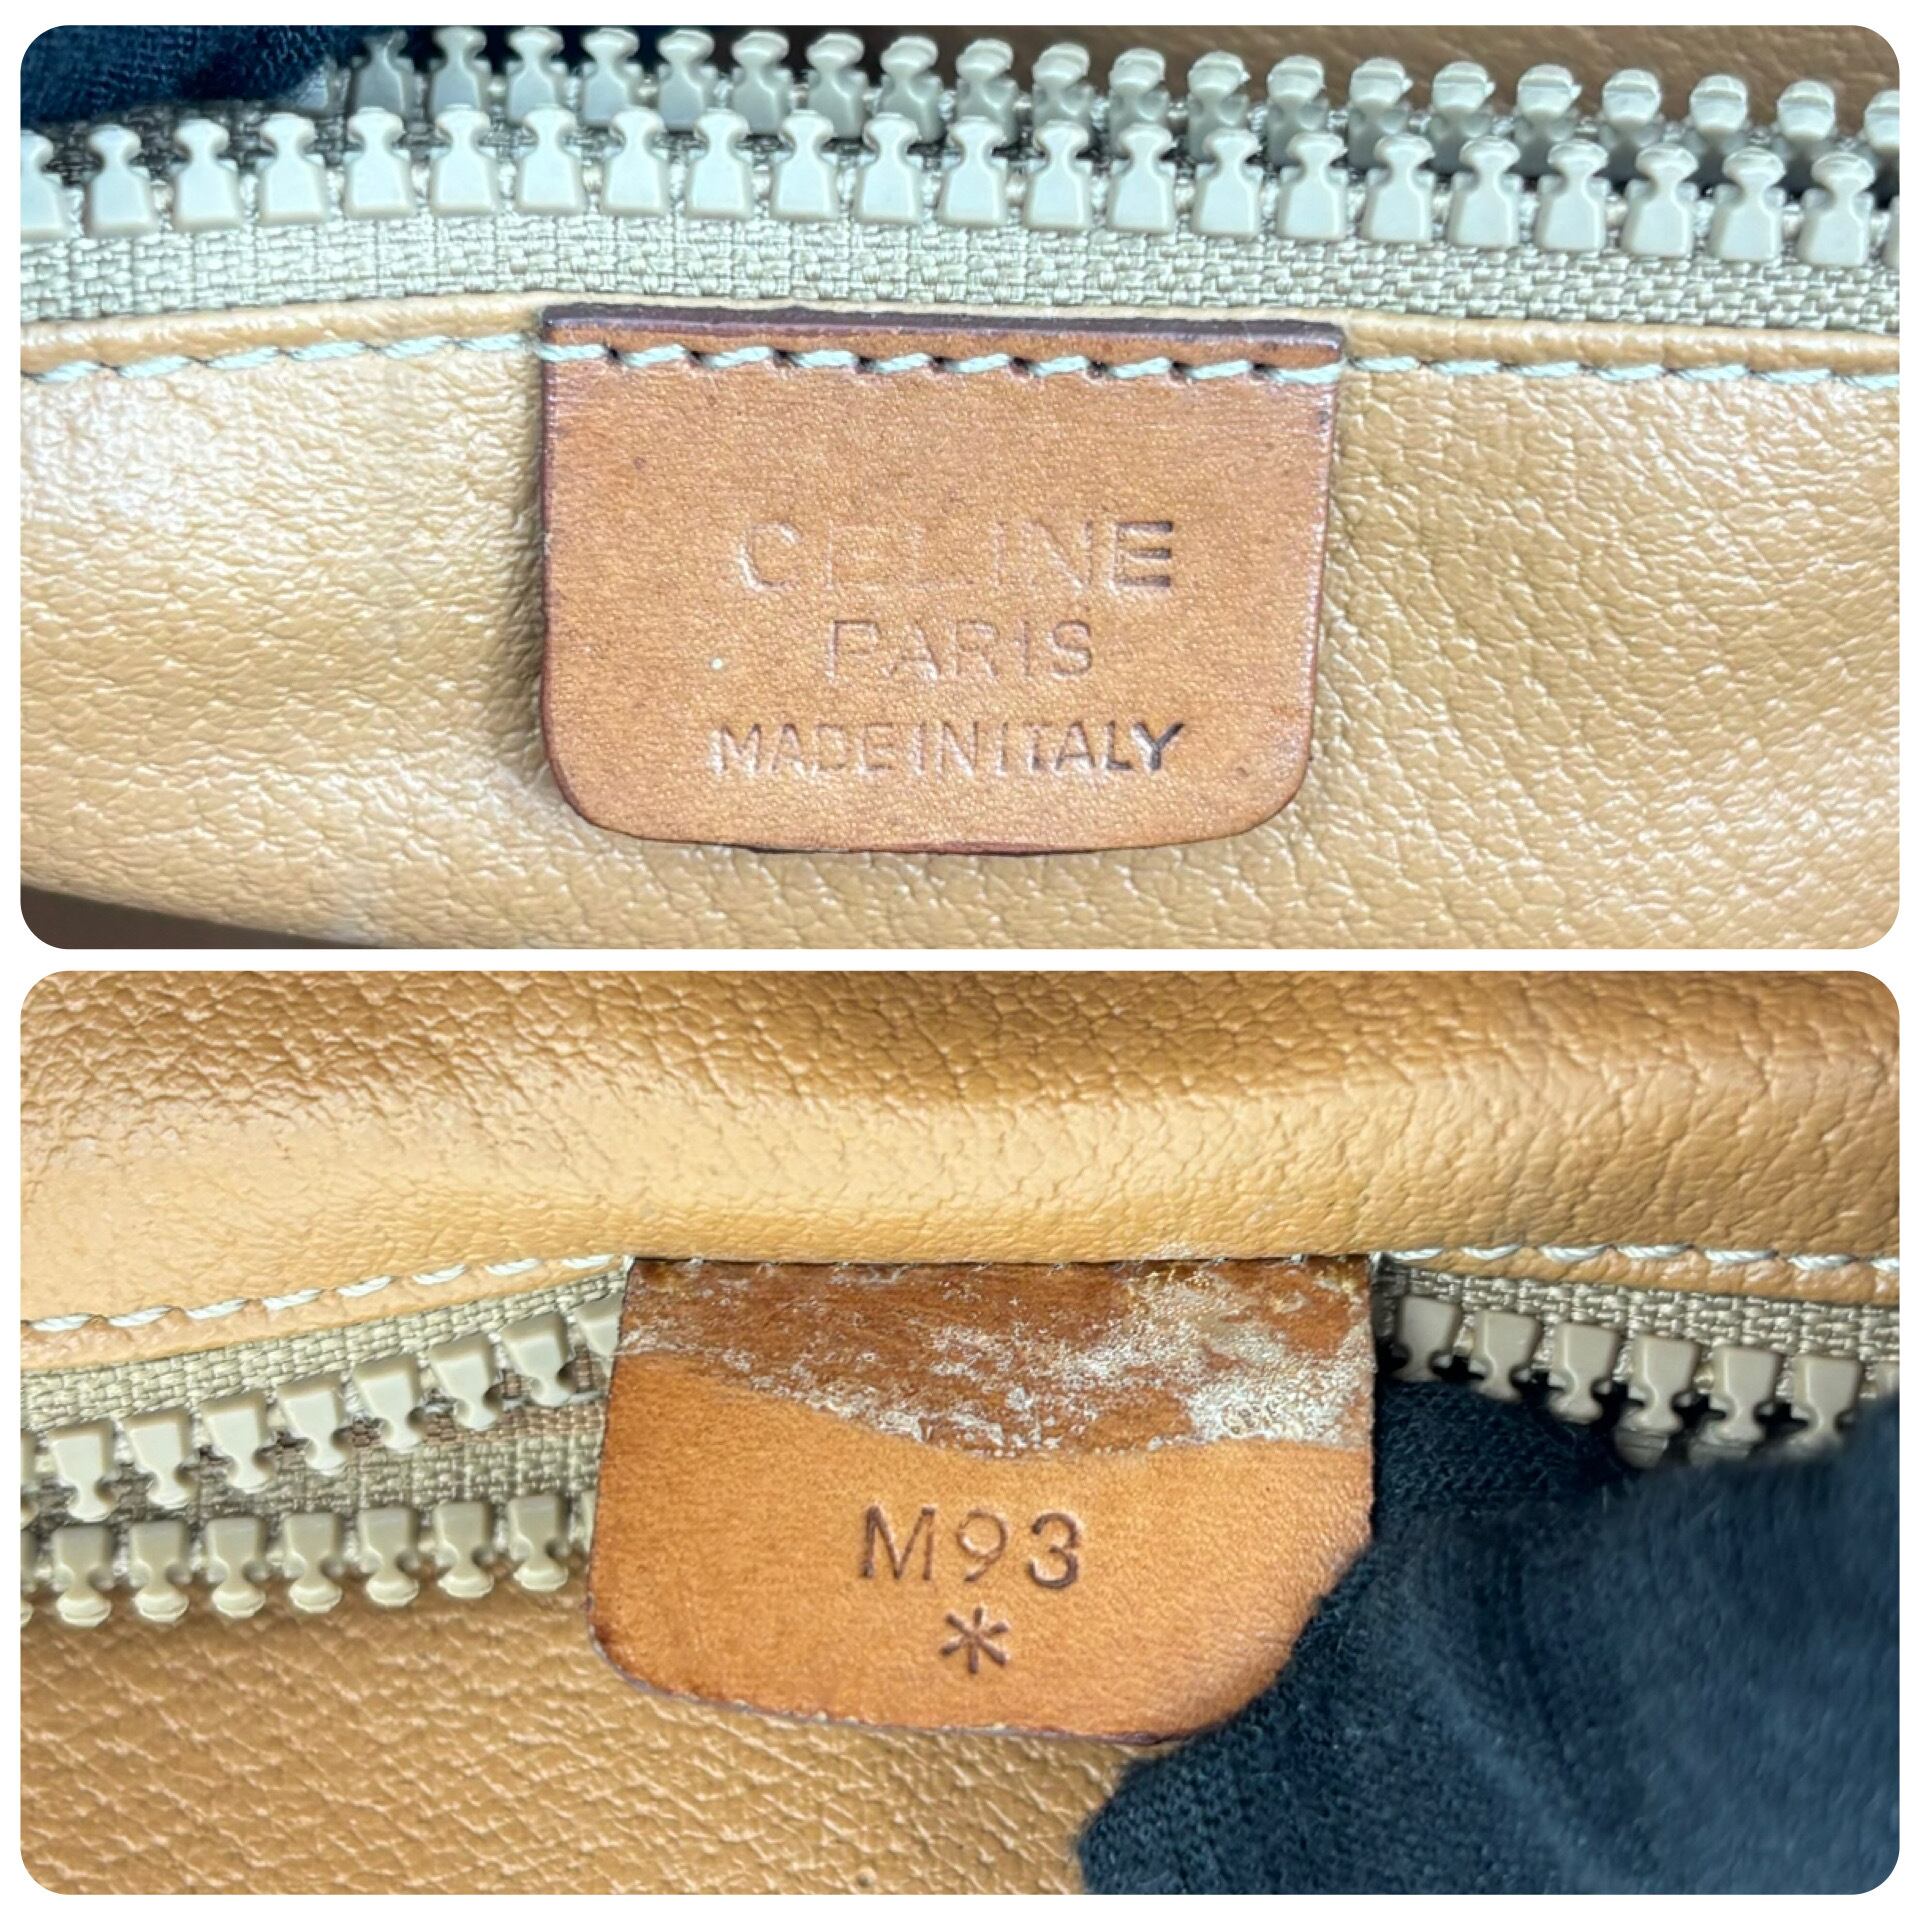 CELINE
PARIS
MADE IN ITALY
M93
*